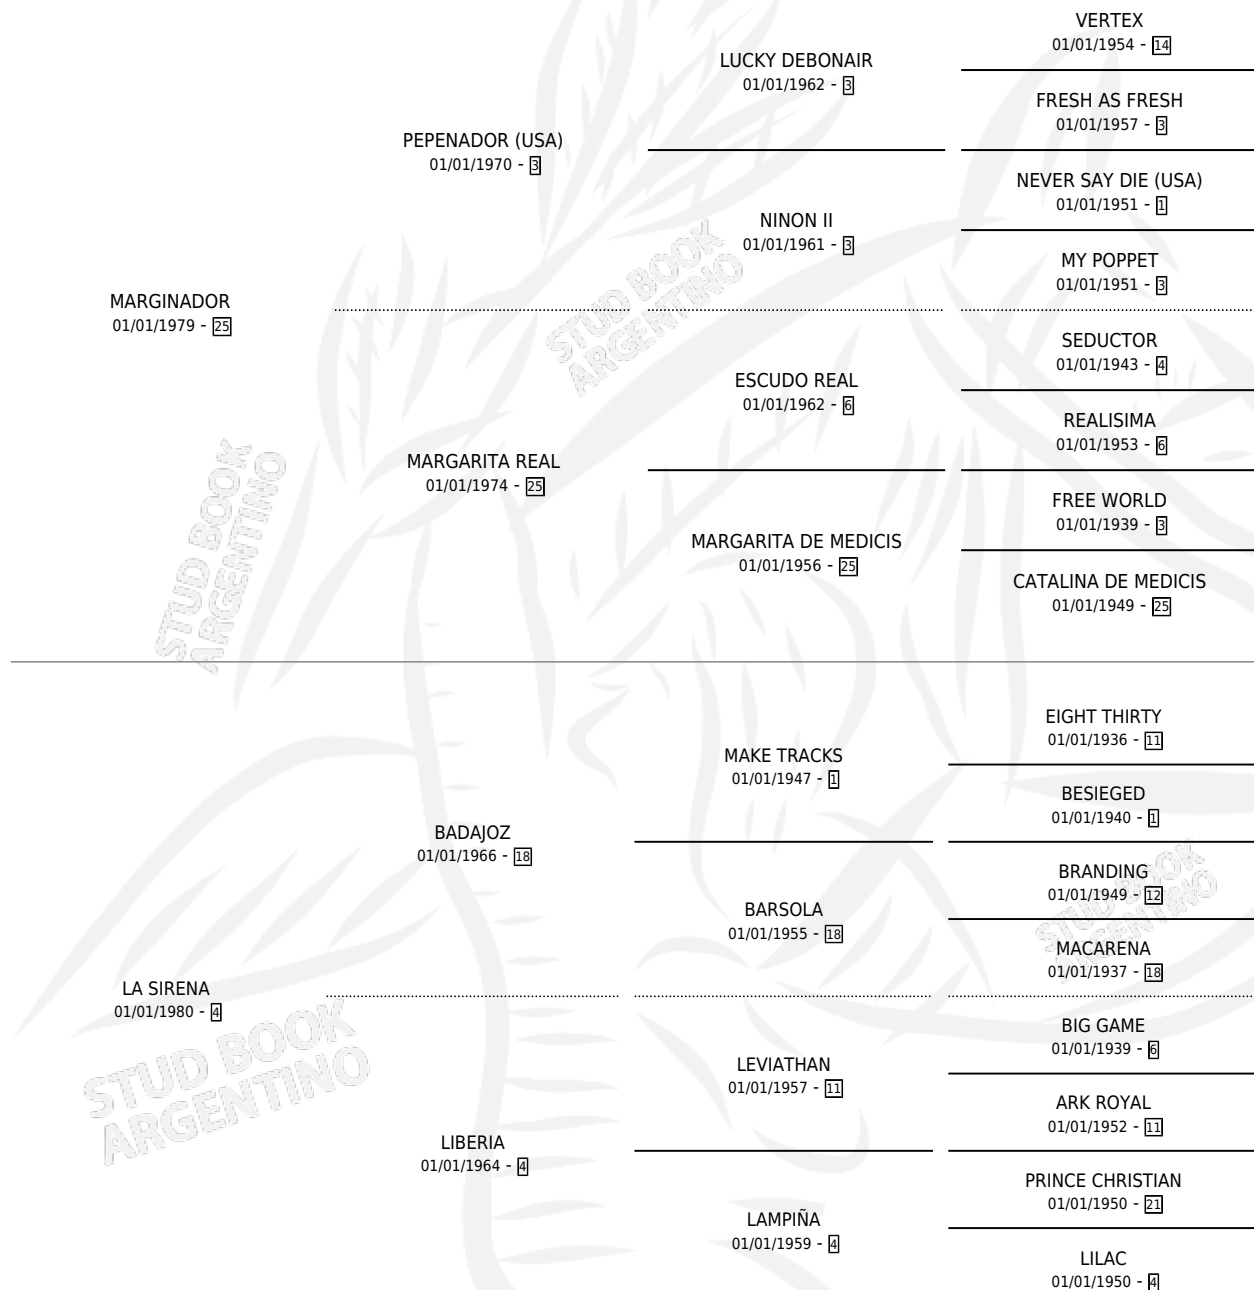 VERTEX
01/01/1954 - 14
LUCKY DEBONAIR
01/01/1962 - 3
FRESH AS FRESH
01/01/1957 - 3
PEPENADOR (USA)
01/01/1970 - 3
NEVER SAY DIE (USA)
01/01/1951 - 1
NINON II
01/01/1961 - 3
MY POPPET
01/01/1951 - 3
MARGINADOR
01/01/1979 - 25
SEDUCTOR
01/01/1943 - 4
ESCUDO REAL
01/01/1962 - 6
REALISIMA
01/01/1953 - 6
MARGARITA REAL
01/01/1974 - 25
FREE WORLD
01/01/1939 - 3
MARGARITA DE MEDICIS
01/01/1956 - 25
CATALINA DE MEDICIS
01/01/1949 - 25
EIGHT THIRTY
01/01/1936 - 11
MAKE TRACKS
01/01/1947 - 1
BESIEGED
01/01/1940 - 1
BADAJOZ
01/01/1966 - 18
BRANDING
01/01/1949 - 12
BARSOLA
01/01/1955 - 18
MACARENA
01/01/1937 - 18
LA SIRENA
01/01/1980 - 4
BIG GAME
01/01/1939 - 6
LEVIATHAN
01/01/1957 - 11
ARK ROYAL
01/01/1952 - 11
LIBERIA
01/01/1964 - 4
PRINCE CHRISTIAN
01/01/1950 - 21
LAMPIÑA
01/01/1959 - 4
LILAC
01/01/1950 - 4
STUD BOOK
ARGENTINO
STUD BOOK
ARGENTINO
STUD BOOK
ARGENTINO
STUD BOOK
ARGENTINO